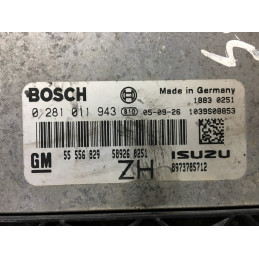 S
BOSCH
Made in Germany
1883 0251
0 281 011 943 810 05-09-26 1039S08853
GM 55 556 829 58926 0251 ISUZU
ZH 8973785712